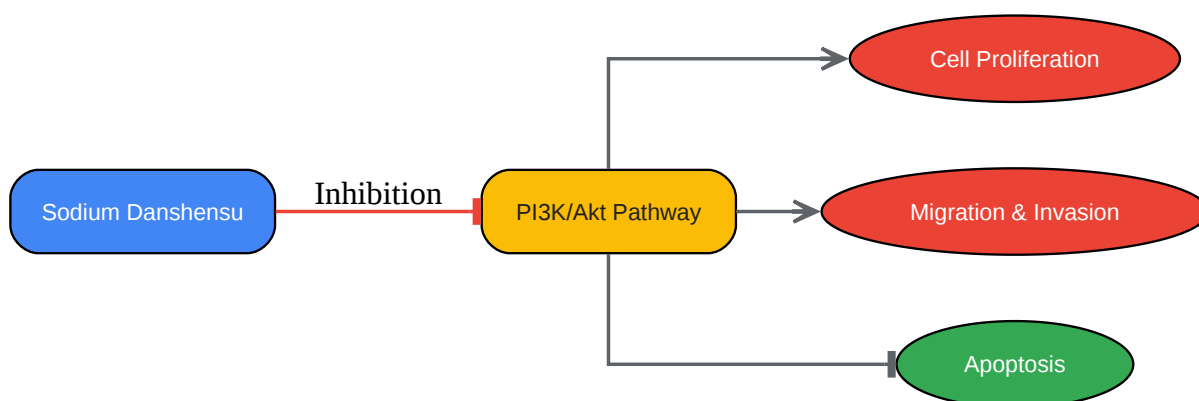 Cell Proliferation
Sodium Danshensu
Inhibition
PI3K/Akt Pathway
Migration & Invasion
Apoptosis